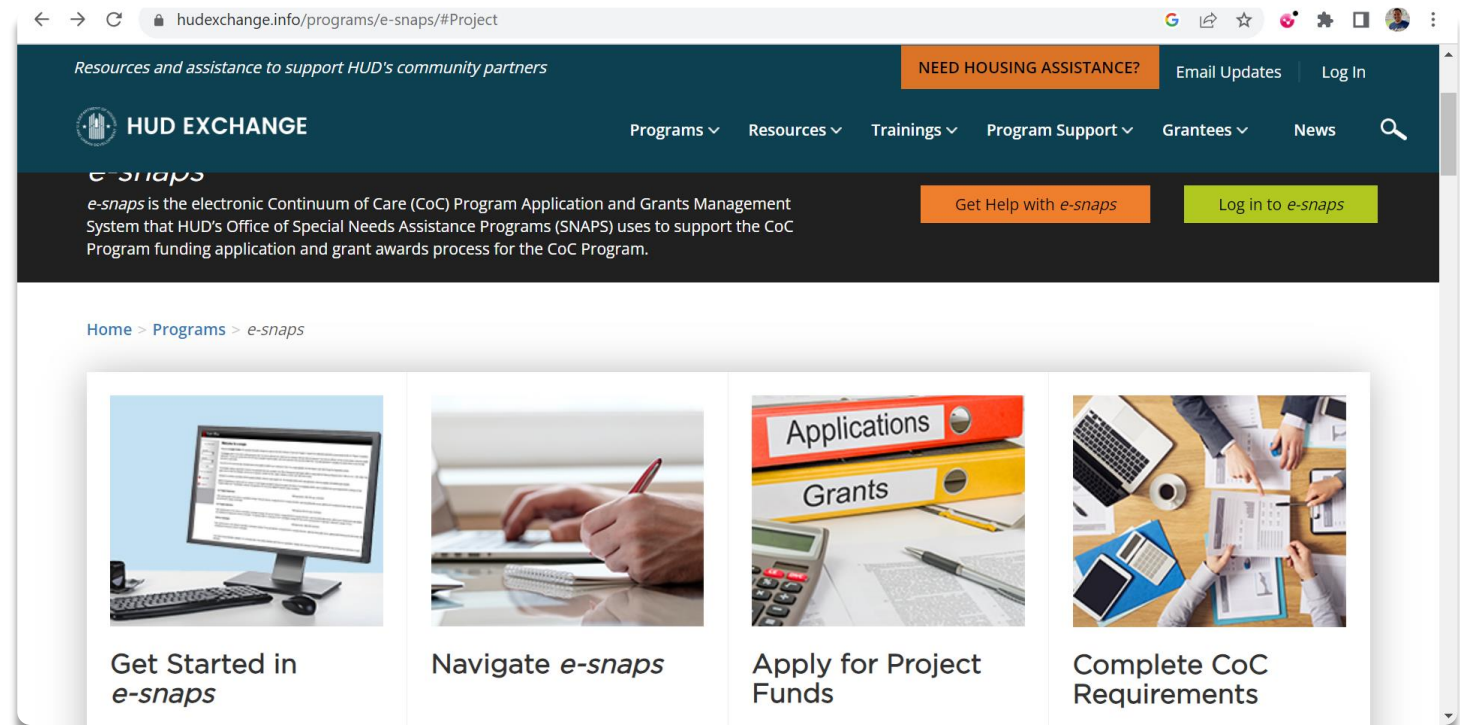 hudexchange.info/programs/e-snaps/#Project
Resources and assistance to support HUD's community partners
NEED HOUSING ASSISTANCE?
Email Updates
Log In
HUD EXCHANGE
Programs
Resources
Trainings
Program Support
Grantees
News
e-snaps
e-snaps is the electronic Continuum of Care (CoC) Program Application and Grants Management
System that HUD's Office of Special Needs Assistance Programs (SNAPS) uses to support the CoC
Program funding application and grant awards process for the CoC Program.
Get Help with e-snaps
Log in to e-snaps
Home > Programs > e-snaps
Applications
Grants
Get Started in
e-snaps
Navigate e-snaps
Apply for Project
Funds
Complete CoC
Requirements